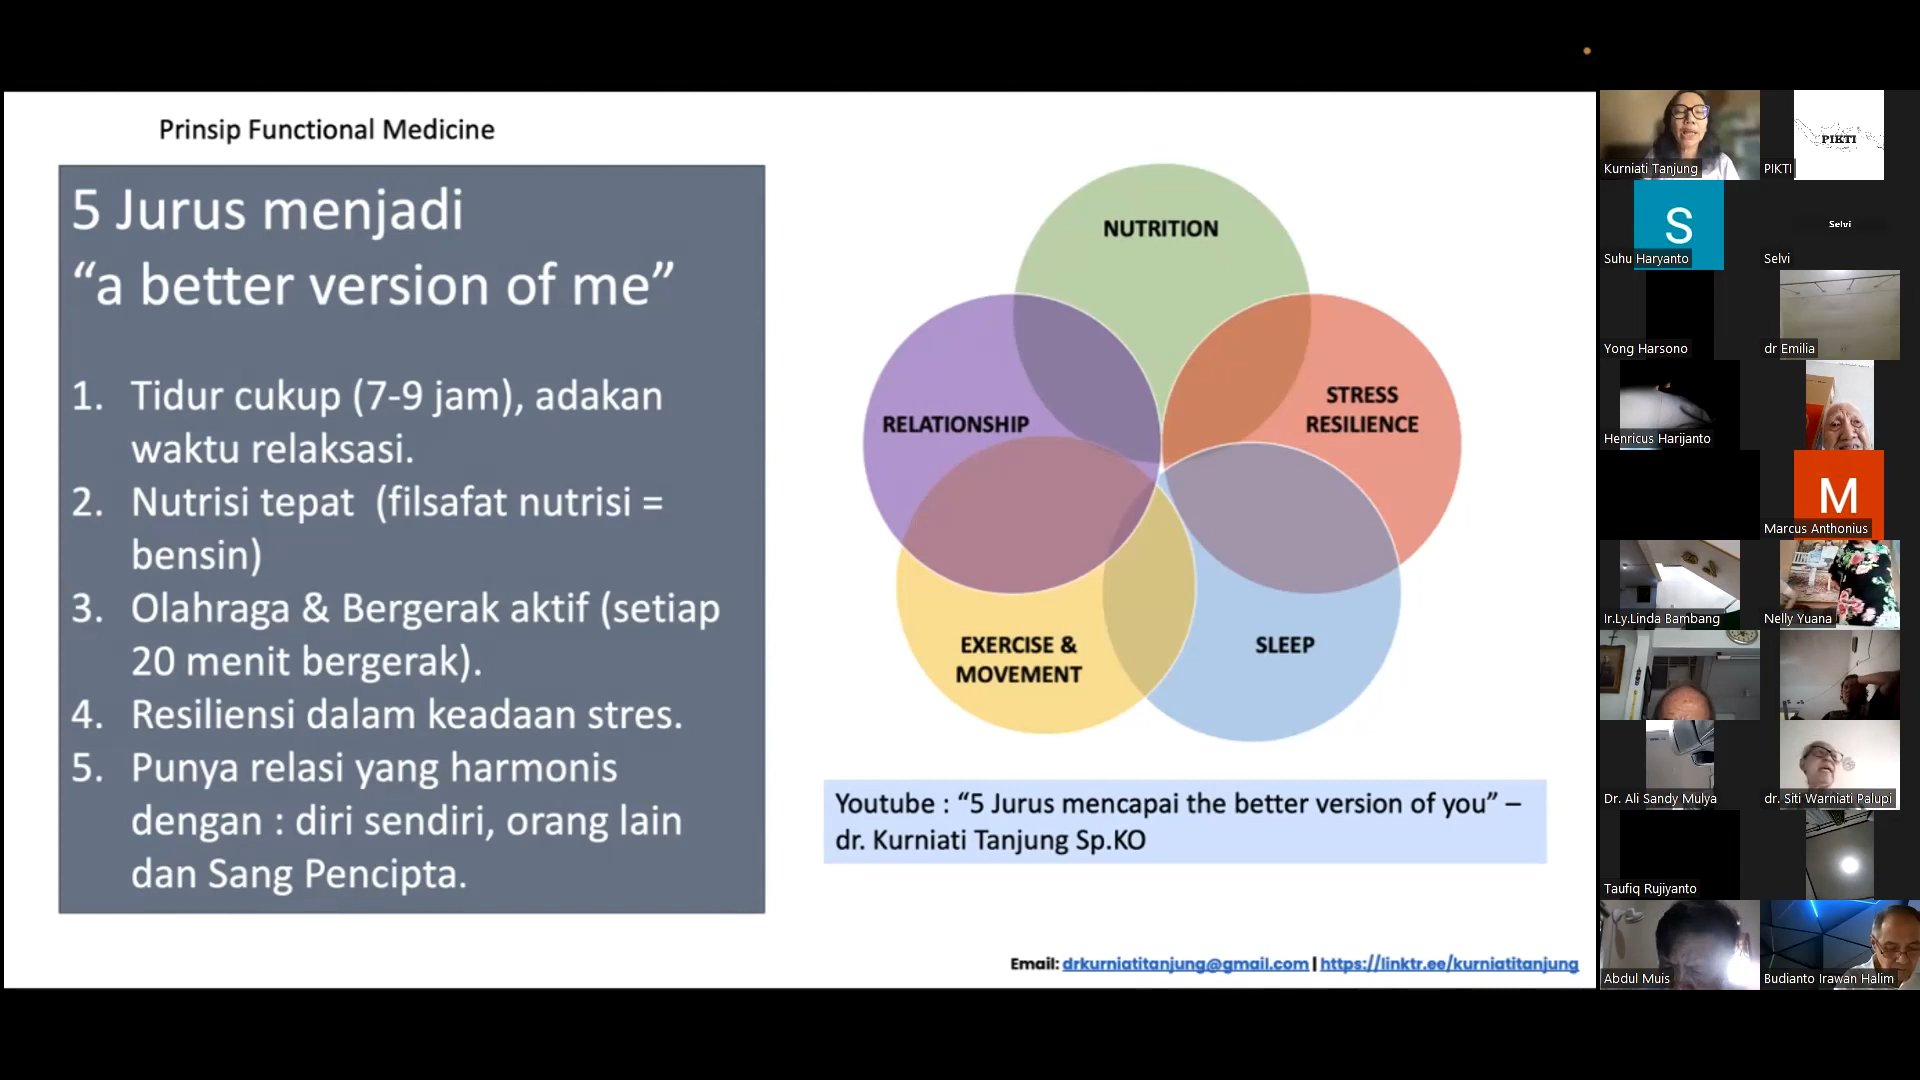 Prinsip Functional Medicine
5 Jurus menjadi
“a better version of me”
1. Tidur cukup (7-9 jam), adakan
waktu relaksasi.
2. Nutrisi tepat (filsafat nutrisi =
bensin)
3. Olahraga & Bergerak aktif (setiap
20 menit bergerak).
4. Resiliensi dalam keadaan stres.
5. Punya relasi yang harmonis
dengan : diri sendiri, orang lain
dan Sang Pencipta.
NUTRITION
RELATIONSHIP
STRESS
RESILIENCE
EXERCISE &
MOVEMENT
SLEEP
Youtube : “5 Jurus mencapai the better version of you” –
dr. Kurniati Tanjung Sp.KO
Email: drkurniatitanjung@gmail.com | https://linktr.ee/kurniatitanjung
Kurniati Tanjung
PIKTI
PIKTI
S
Suhu Haryanto
Selvi
Selvi
Yong Harsono
dr Emilia
Henricus Harijanto
M
Marcus Anthonius
Ir.Ly.Linda Bambang
Nelly Yuana
Dr. Ali Sandy Mulya
dr. Siti Warniati Palupi
Taufiq Rujiyanto
Abdul Muis
Budianto Irawan Halim